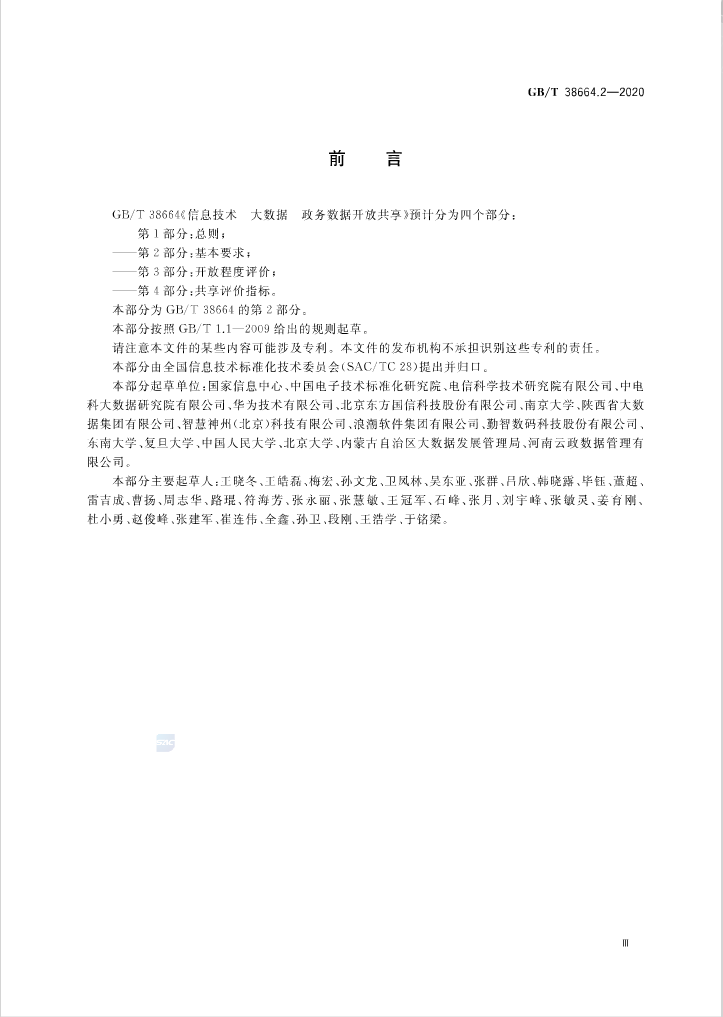 GB/T 38664.2—2020
前 言
GB/T 38664《信息技术 大数据 政务数据开放共享》预计分为四个部分:
第 1 部分:总则;
——第 2 部分:基本要求;
——第 3 部分:开放程度评价;
——第 4 部分:共享评价指标。
本部分为 GB/T 38664 的第 2 部分。
本部分按照 GB/T 1.1—2009 给出的规则起草。
请注意本文件的某些内容可能涉及专利。本文件的发布机构不承担识别这些专利的责任。
本部分由全国信息技术标准化技术委员会(SAC/TC 28)提出并归口。
本部分起草单位:国家信息中心、中国电子技术标准化研究院、电信科学技术研究院有限公司、中电
科大数据研究院有限公司、华为技术有限公司、北京东方国信科技股份有限公司、南京大学、陕西省大数
据集团有限公司、智慧神州(北京)科技有限公司、浪潮软件集团有限公司、勤智数码科技股份有限公司、
东南大学、复旦大学、中国人民大学、北京大学、内蒙古自治区大数据发展管理局、河南云政数据管理有
限公司。
本部分主要起草人:王晓冬、王皓磊、梅宏、孙文龙、卫凤林、吴东亚、张群、吕欣、韩晓露、毕钰、董超、
雷吉成、曹扬、周志华、路琨、符海芳、张永丽、张慧敏、王冠军、石峰、张月、刘宇峰、张敏灵、姜育刚、
杜小勇、赵俊峰、张建军、崔连伟、全鑫、孙卫、段刚、王浩学、于铭梁。
SAC
Ⅲ